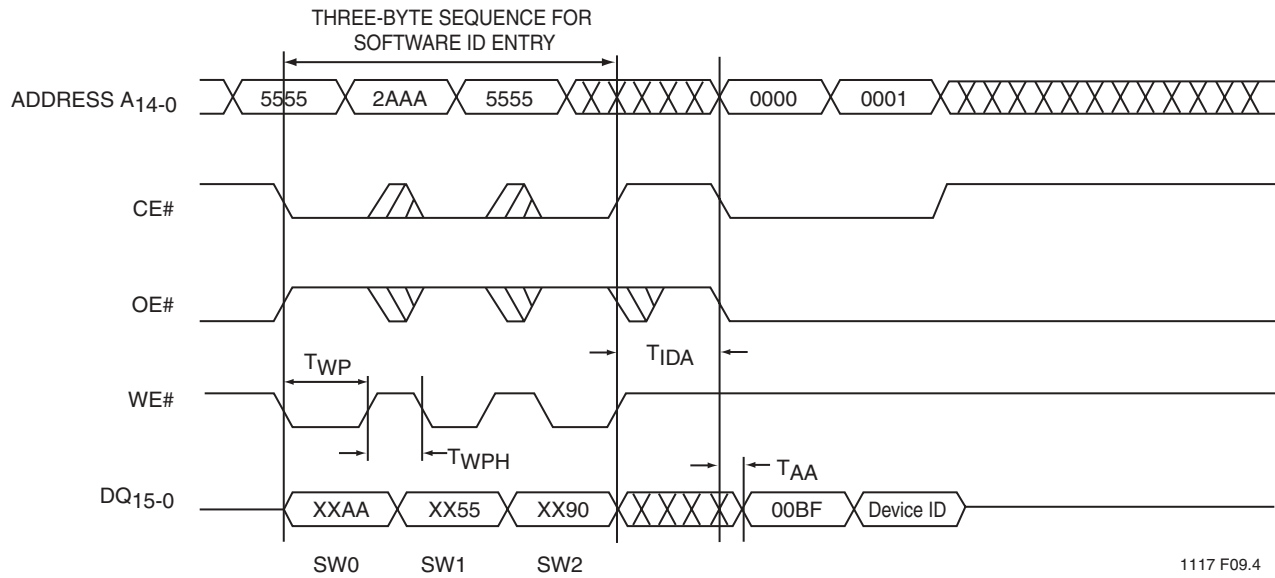 THREE-BYTE SEQUENCE FOR
SOFTWARE ID ENTRY
ADDRESS A14-0
5555
2AAA
5555
0000
0001
CE#
OE#
TIDA
TWP
WE#
TWPH
TAA
DQ15-0
XXAA
XX55
XX90
00BF
Device ID
SW0
SW1
SW2
1117 F09.4